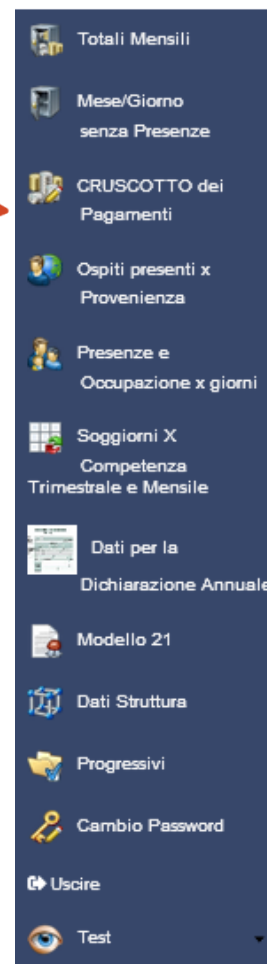 Totali Mensili
Mese/Giorno
senza Presenze
CRUSCOTTO dei
Pagamenti
Ospiti presenti x
Provenienza
Presenze e
Occupazione x giorni
Soggiorni X
Competenza
Trimestrale e Mensile
Dati per la
Dichiarazione Annuale
Modello 21
Dati Struttura
Progressivi
Cambio Password
Uscire
Test